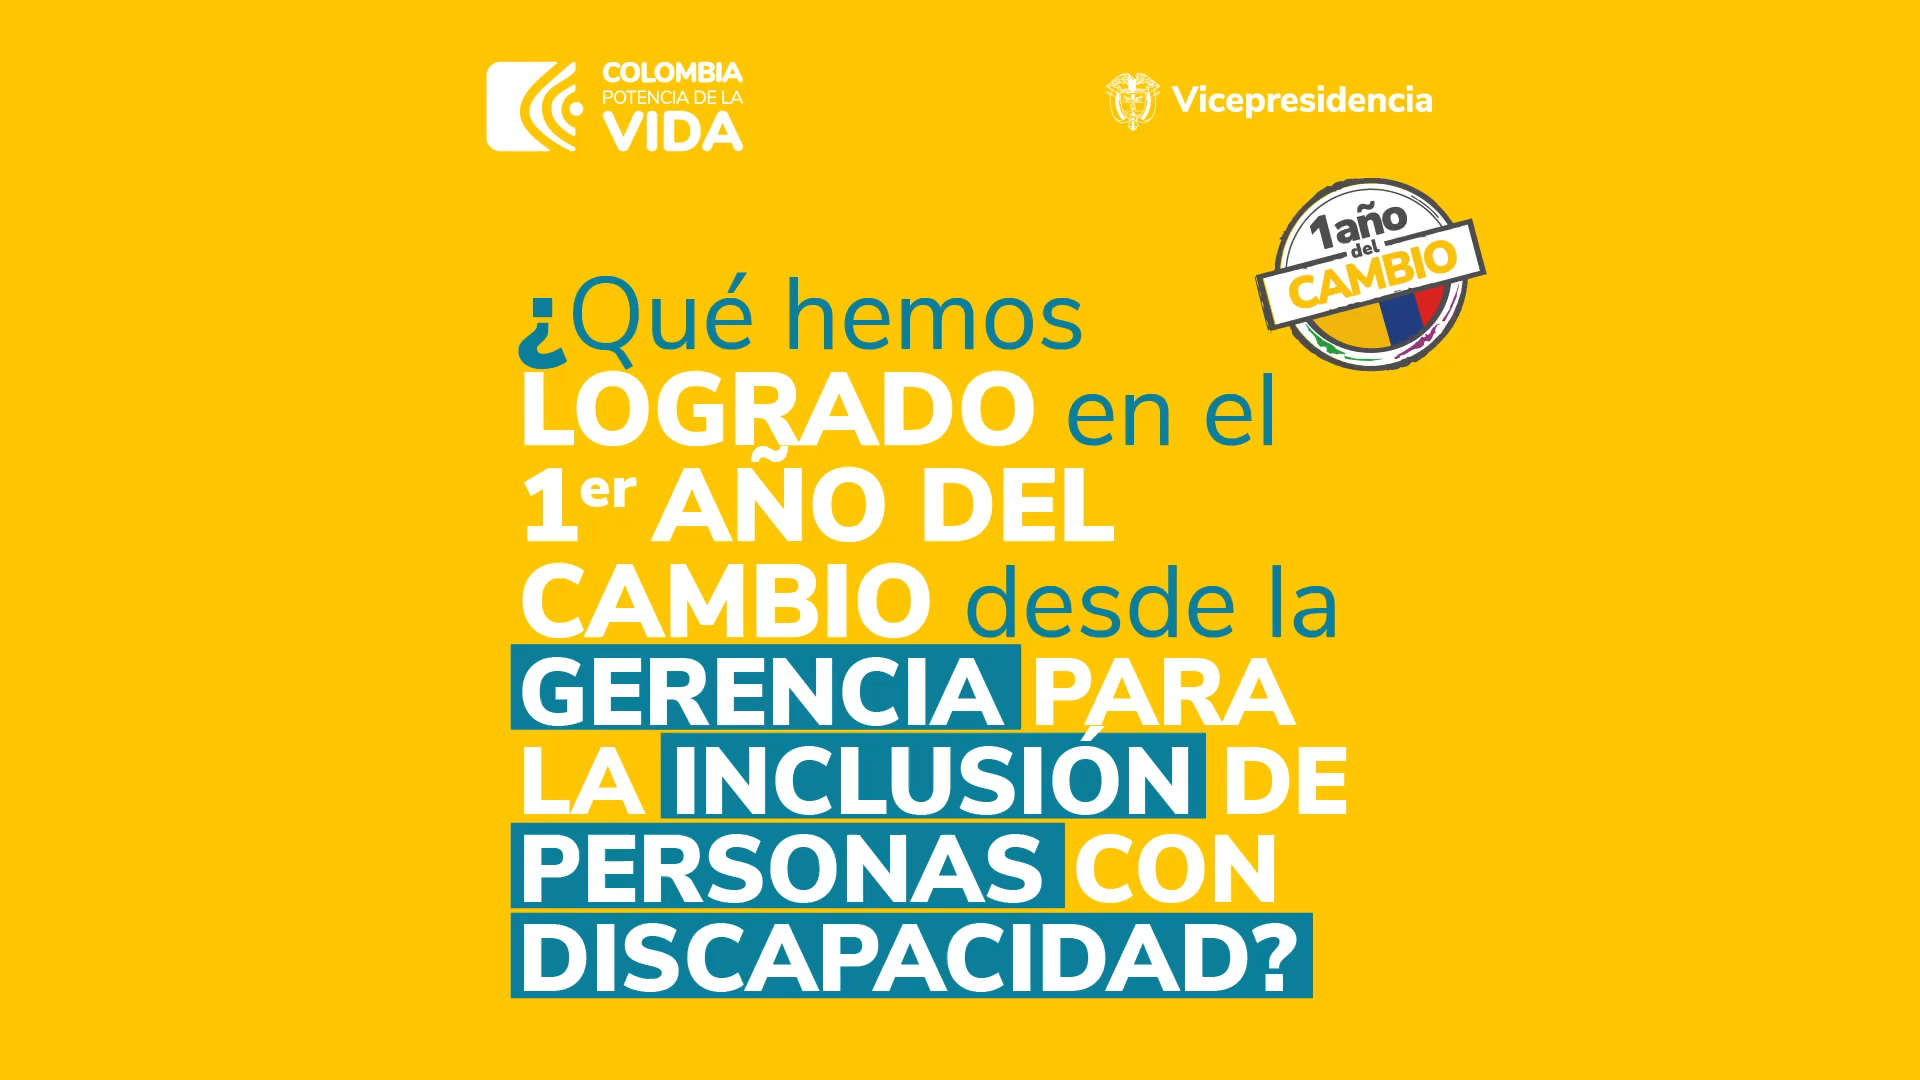 COLOMBIA
POTENCIA DE LA
VIDA
Vicepresidencia
1año
del
CAMBIO
¿Qué hemos
LOGRADO en el
1er AÑO DEL
CAMBIO desde la
GERENCIA PARA
LA INCLUSIÓN DE
PERSONAS CON
DISCAPACIDAD?